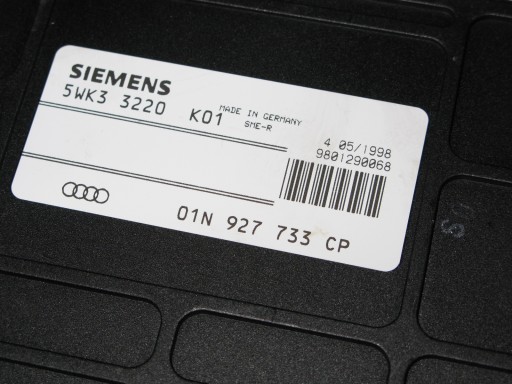 SIEMENS
5WK3 3220 K01
MADE IN GERMANY
SME-R
4 05/1998
9801290068
01N 927 733 CP